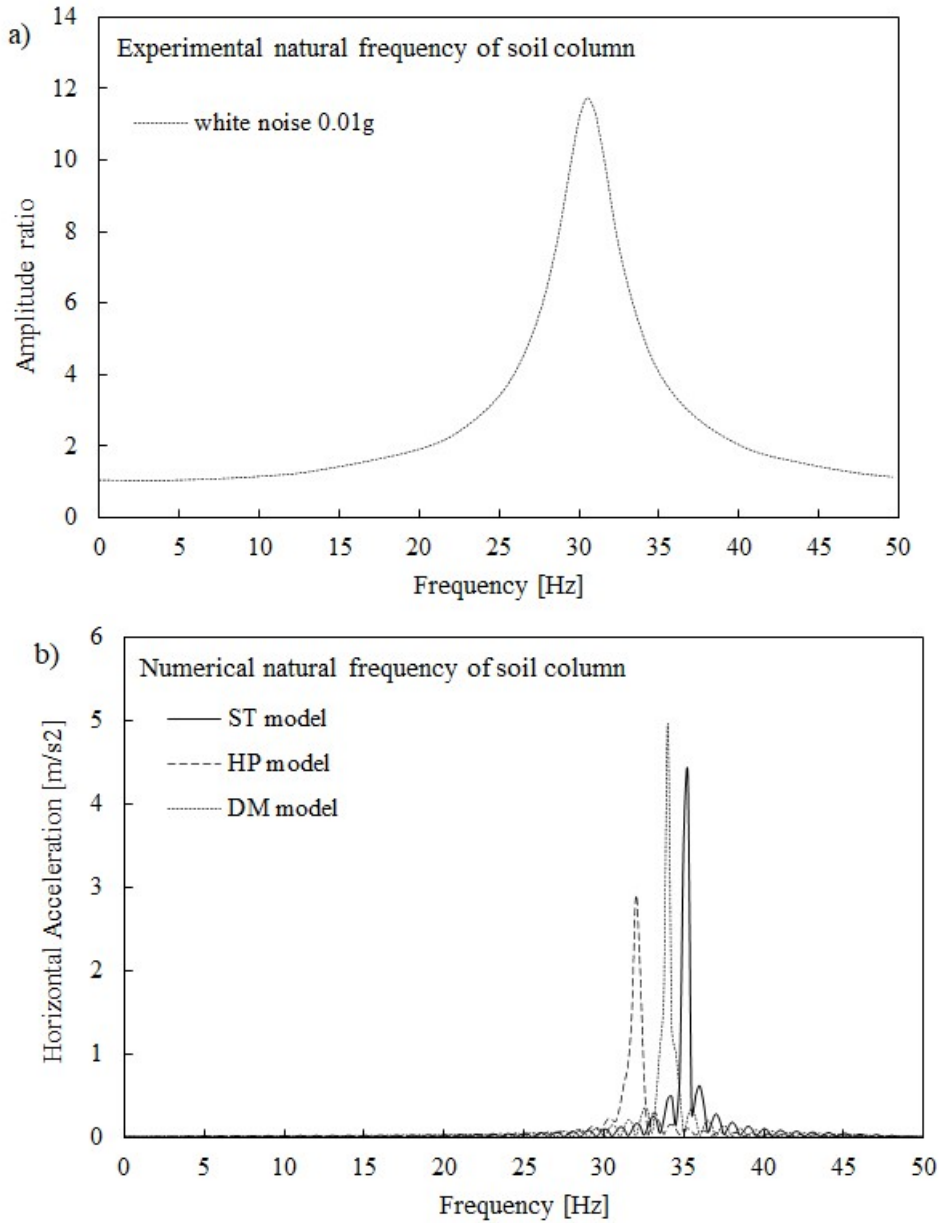 a)
Experimental natural frequency of soil column
white noise 0.01g
Amplitude ratio
14
12
10
8
6
4
2
0
0 5 10 15 20 25 30 35 40 45 50
Frequency [Hz]
b)
Numerical natural frequency of soil column
ST model
HP model
DM model
Horizontal Acceleration [m/s2]
6
5
4
3
2
1
0
0 5 10 15 20 25 30 35 40 45 50
Frequency [Hz]